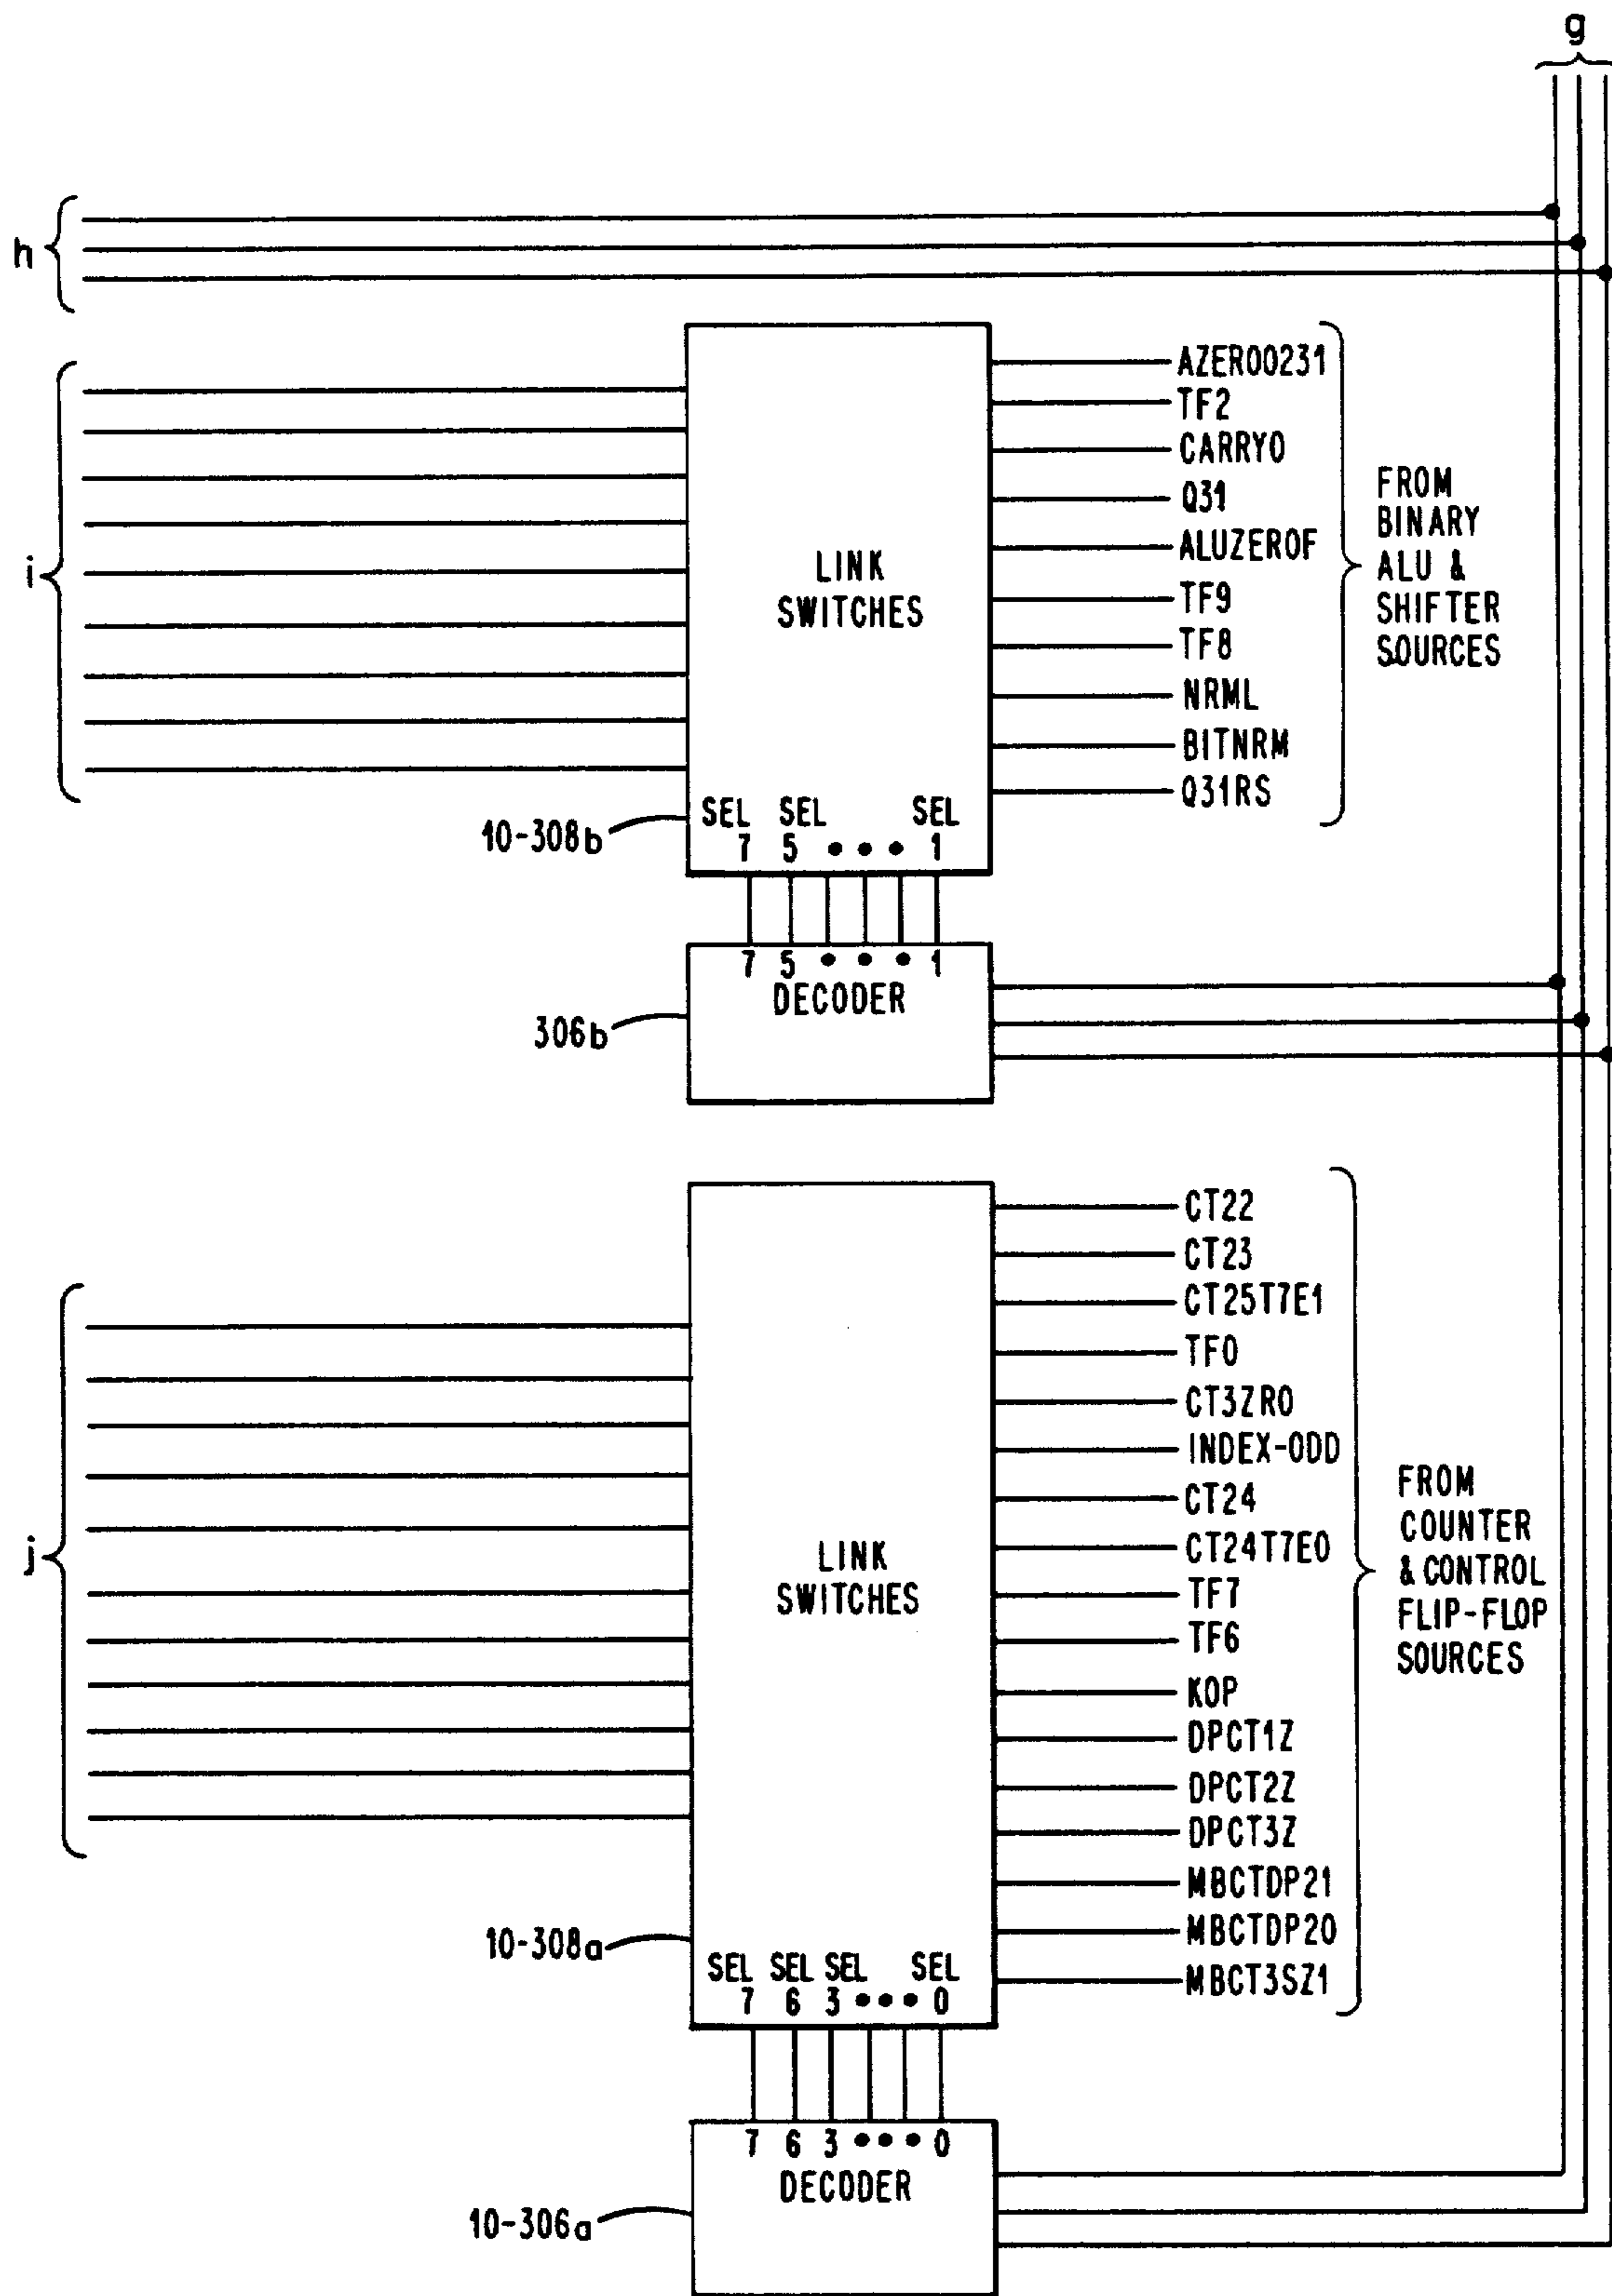 g
h
i
LINK
SWITCHES
AZERO0231
TF2
CARRY0
Q31
ALUZEROF
TF9
TF8
NRML
BITNRM
Q31RS
FROM
BINARY
ALU &
SHIFTER
SOURCES
10-308b
SEL SEL SEL
7 5 ••• 1
7 5 ••• 1
DECODER
306b
j
LINK
SWITCHES
CT22
CT23
CT25T7E1
TF0
CT3ZR0
INDEX-ODD
CT24
CT24T7E0
TF7
TF6
KOP
DPCT1Z
DPCT2Z
DPCT3Z
MBCTDP21
MBCTDP20
MBCT3SZ1
FROM
COUNTER
& CONTROL
FLIP-FLOP
SOURCES
10-308a
SEL SEL SEL SEL
7 6 3 ••• 0
7 6 3 ••• 0
DECODER
10-306a